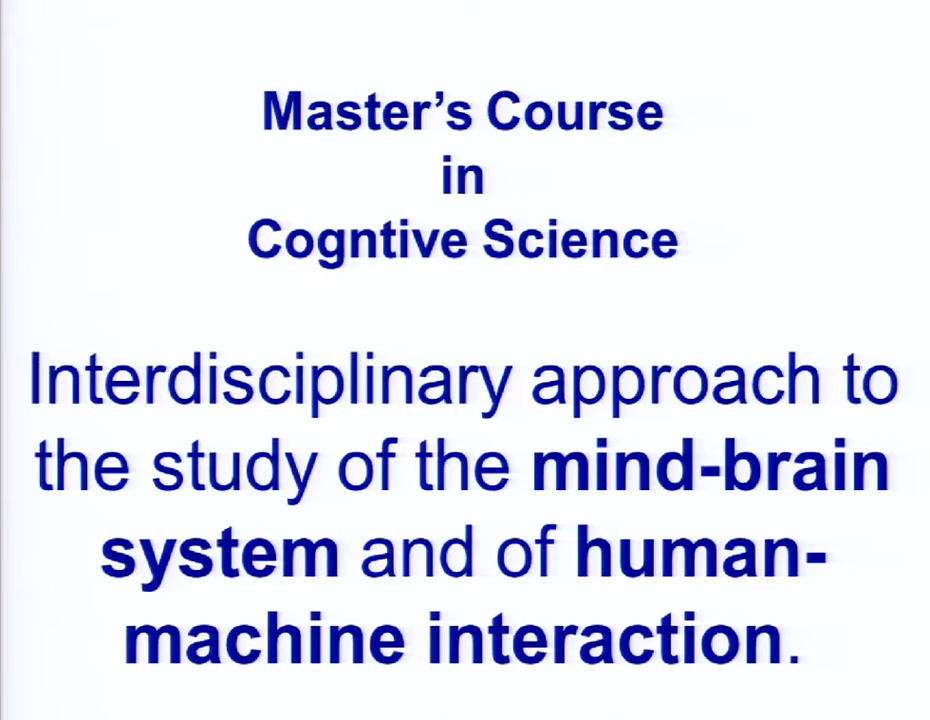 Master’s Course
in
Cogntive Science
Interdisciplinary approach to
the study of the mind-brain
system and of human-
machine interaction.